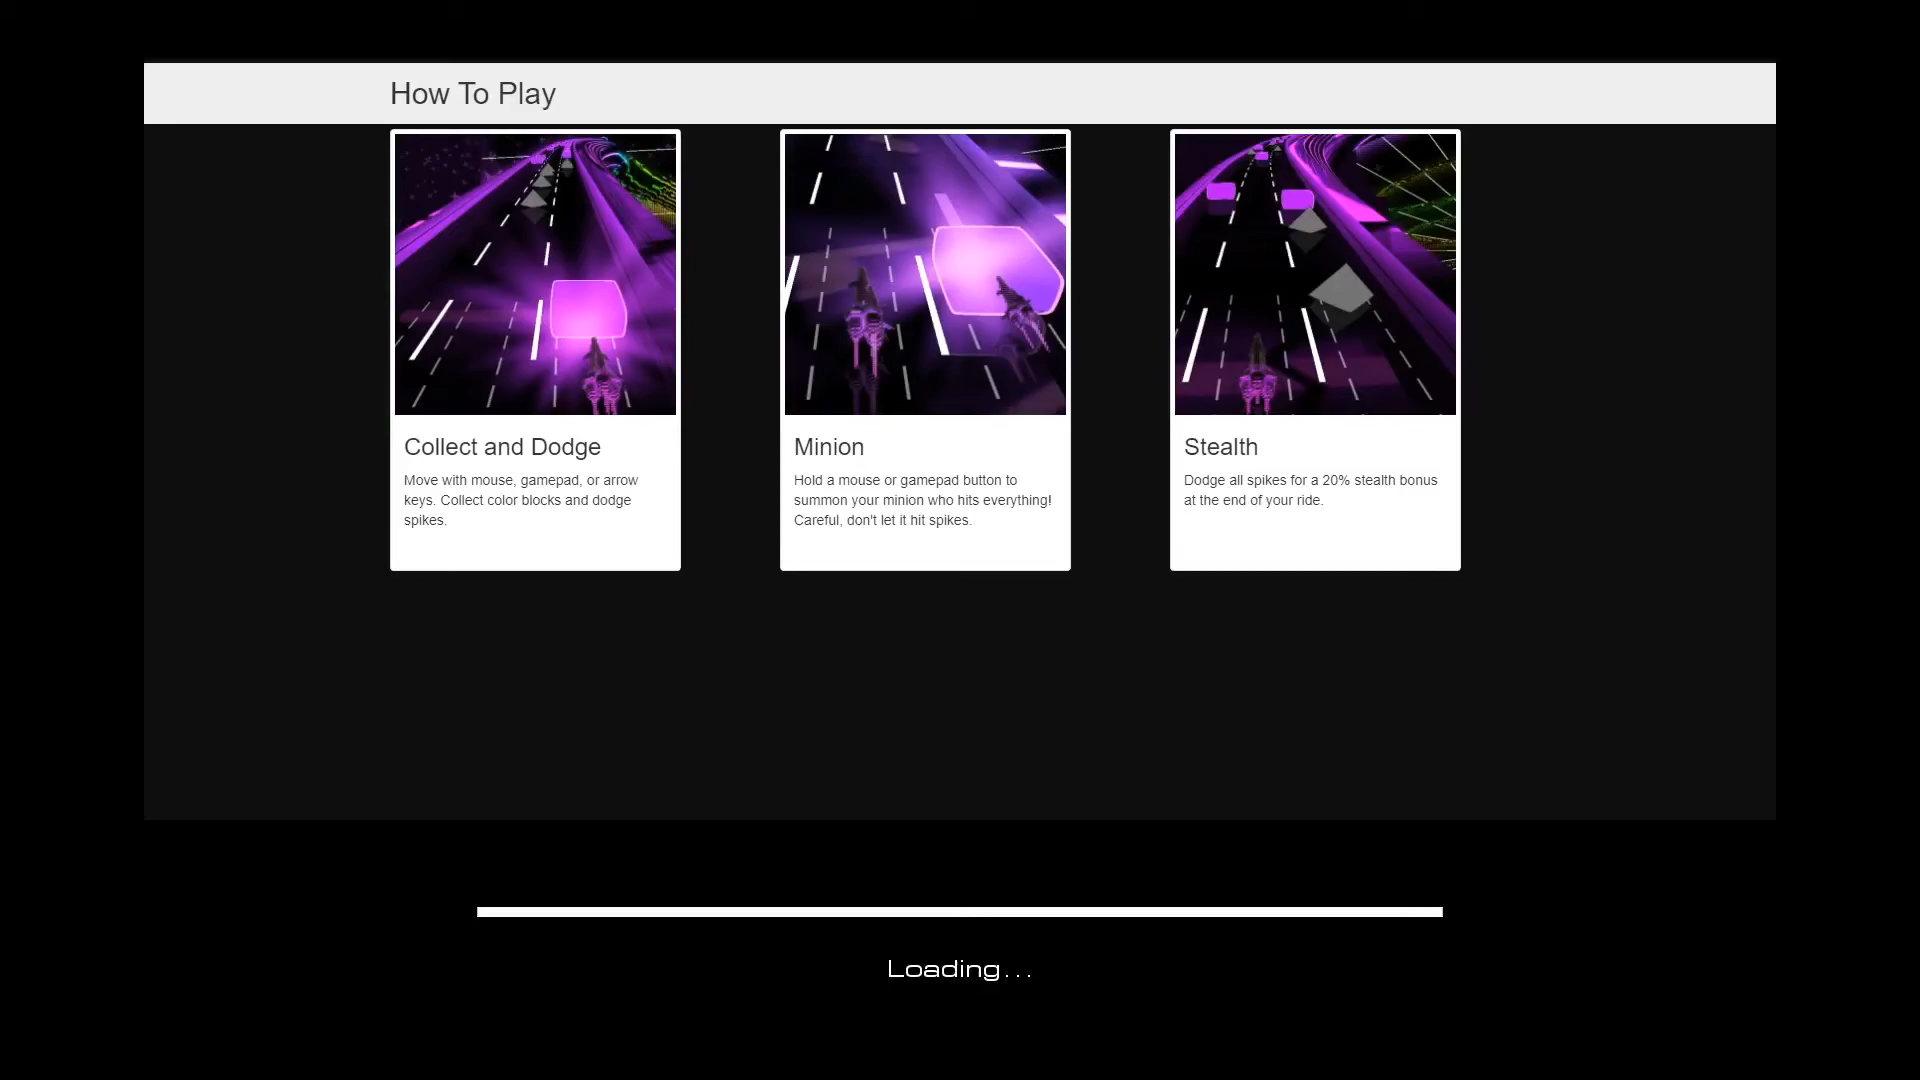 How To Play
Collect and Dodge
Move with mouse, gamepad, or arrow
keys. Collect color blocks and dodge
spikes.
Minion
Hold a mouse or gamepad button to
summon your minion who hits everything!
Careful, don't let it hit spikes.
Stealth
Dodge all spikes for a 20% stealth bonus
at the end of your ride.
Loading...